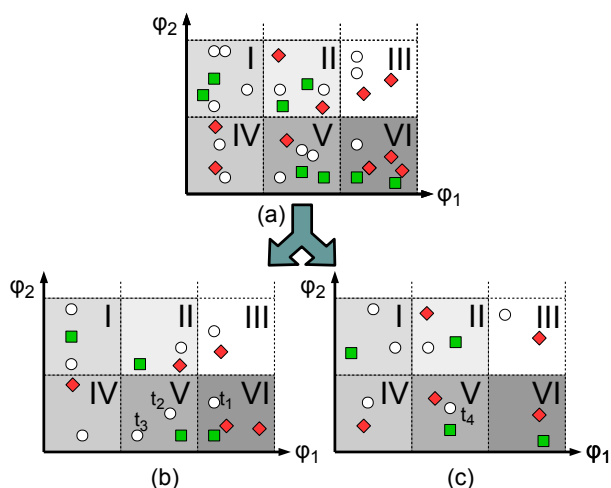 φ2
I II III
IV V VI
φ1
(a)
φ2 φ2
I II III I II III
IV V VI IV V VI
t1
t2
t3
t4
φ1 φ1
(b) (c)